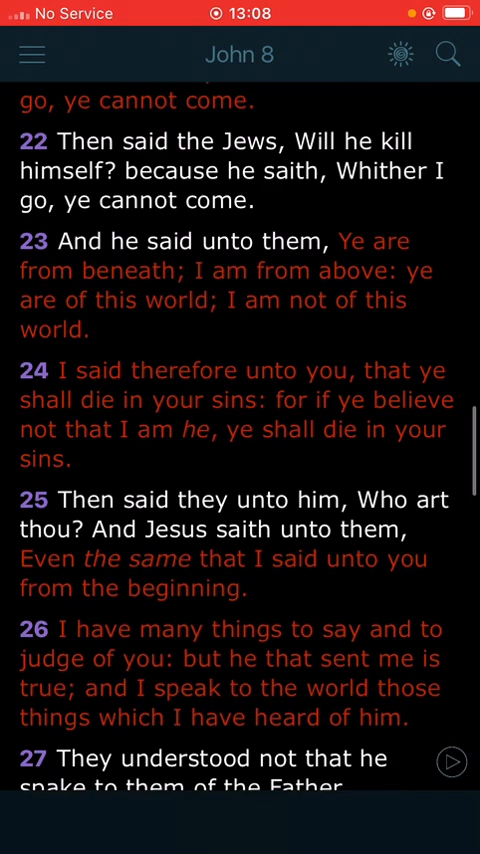 No Service
13:08
John 8
go, ye cannot come.
22 Then said the Jews, Will he kill
himself? because he saith, Whither I
go, ye cannot come.
23 And he said unto them, Ye are
from beneath; I am from above: ye
are of this world; I am not of this
world.
24 I said therefore unto you, that ye
shall die in your sins: for if ye believe
not that I am he, ye shall die in your
sins.
25 Then said they unto him, Who art
thou? And Jesus saith unto them,
Even the same that I said unto you
from the beginning.
26 I have many things to say and to
judge of you: but he that sent me is
true; and I speak to the world those
things which I have heard of him.
27 They understood not that he
spake to them of the Father.